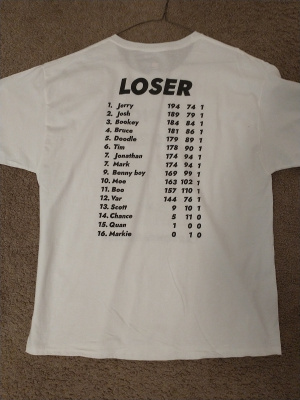 LOSER
1. Jerry 194 74 1
2. Josh 189 79 1
3. Bookey 184 84 1
4. Bruce 181 86 1
5. Doodle 179 89 1
6. Tim 178 90 1
7. Jonathan 174 94 1
7. Mark 174 94 1
9. Benny boy 169 99 1
10. Moe 163 102 1
11. Boo 157 110 1
12. Var 144 76 1
13. Scott 9 10 1
14. Chance 5 11 0
15. Quan 1 0 0
16. Markie 0 1 0